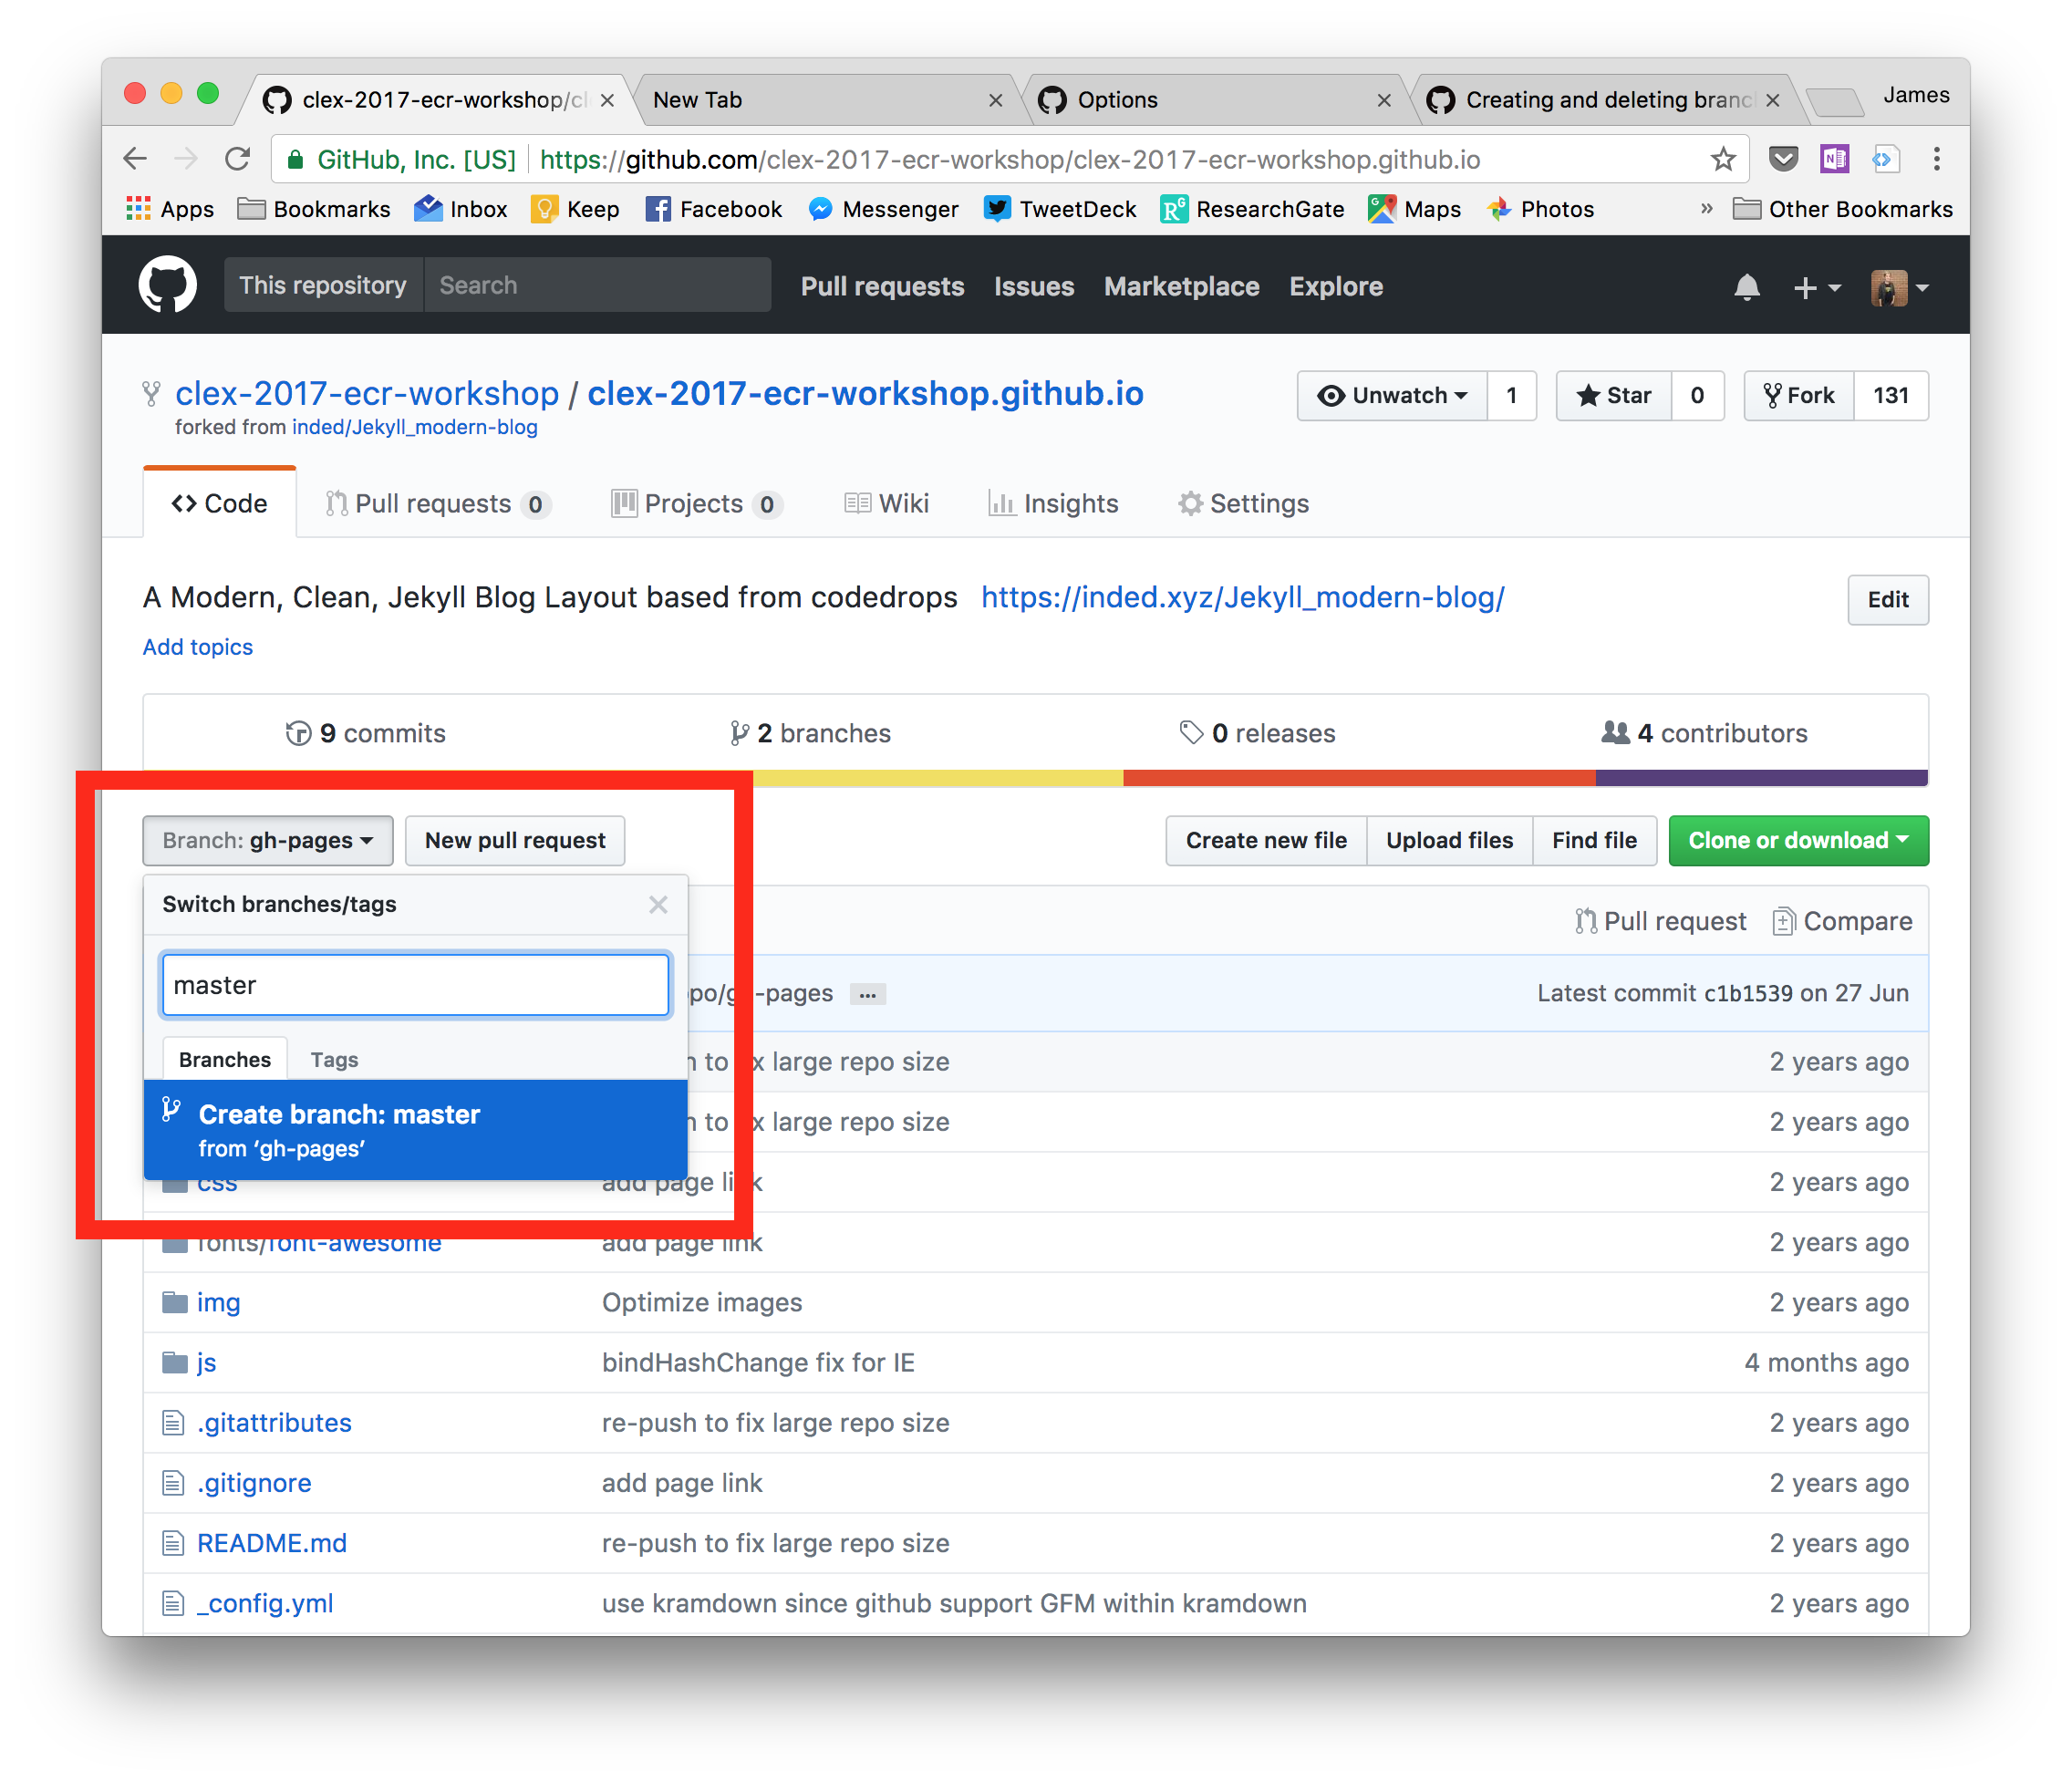 clex-2017-ecr-workshop/cl
New Tab
Options
Creating and deleting branc
James
GitHub, Inc. [US] https://github.com/clex-2017-ecr-workshop/clex-2017-ecr-workshop.github.io
Apps Bookmarks Inbox Keep Facebook Messenger TweetDeck ResearchGate Maps Photos » Other Bookmarks
This repository Search Pull requests Issues Marketplace Explore
clex-2017-ecr-workshop / clex-2017-ecr-workshop.github.io
Unwatch 1 Star 0 Fork 131
forked from inded/Jekyll_modern-blog
Code Pull requests 0 Projects 0 Wiki Insights Settings
A Modern, Clean, Jekyll Blog Layout based from codedrops https://inded.xyz/Jekyll_modern-blog/
Edit
Add topics
9 commits 2 branches 0 releases 4 contributors
Branch: gh-pages New pull request Create new file Upload files Find file Clone or download
Switch branches/tags
Pull request Compare
master
-pages ...
Latest commit c1b1539 on 27 Jun
Branches Tags
to fix large repo size 2 years ago
Create branch: master
from ‘gh-pages’
to fix large repo size 2 years ago
css add page link 2 years ago
fonts/font-awesome add page link 2 years ago
img Optimize images 2 years ago
js bindHashChange fix for IE 4 months ago
.gitattributes re-push to fix large repo size 2 years ago
.gitignore add page link 2 years ago
README.md re-push to fix large repo size 2 years ago
_config.yml use kramdown since github support GFM within kramdown 2 years ago